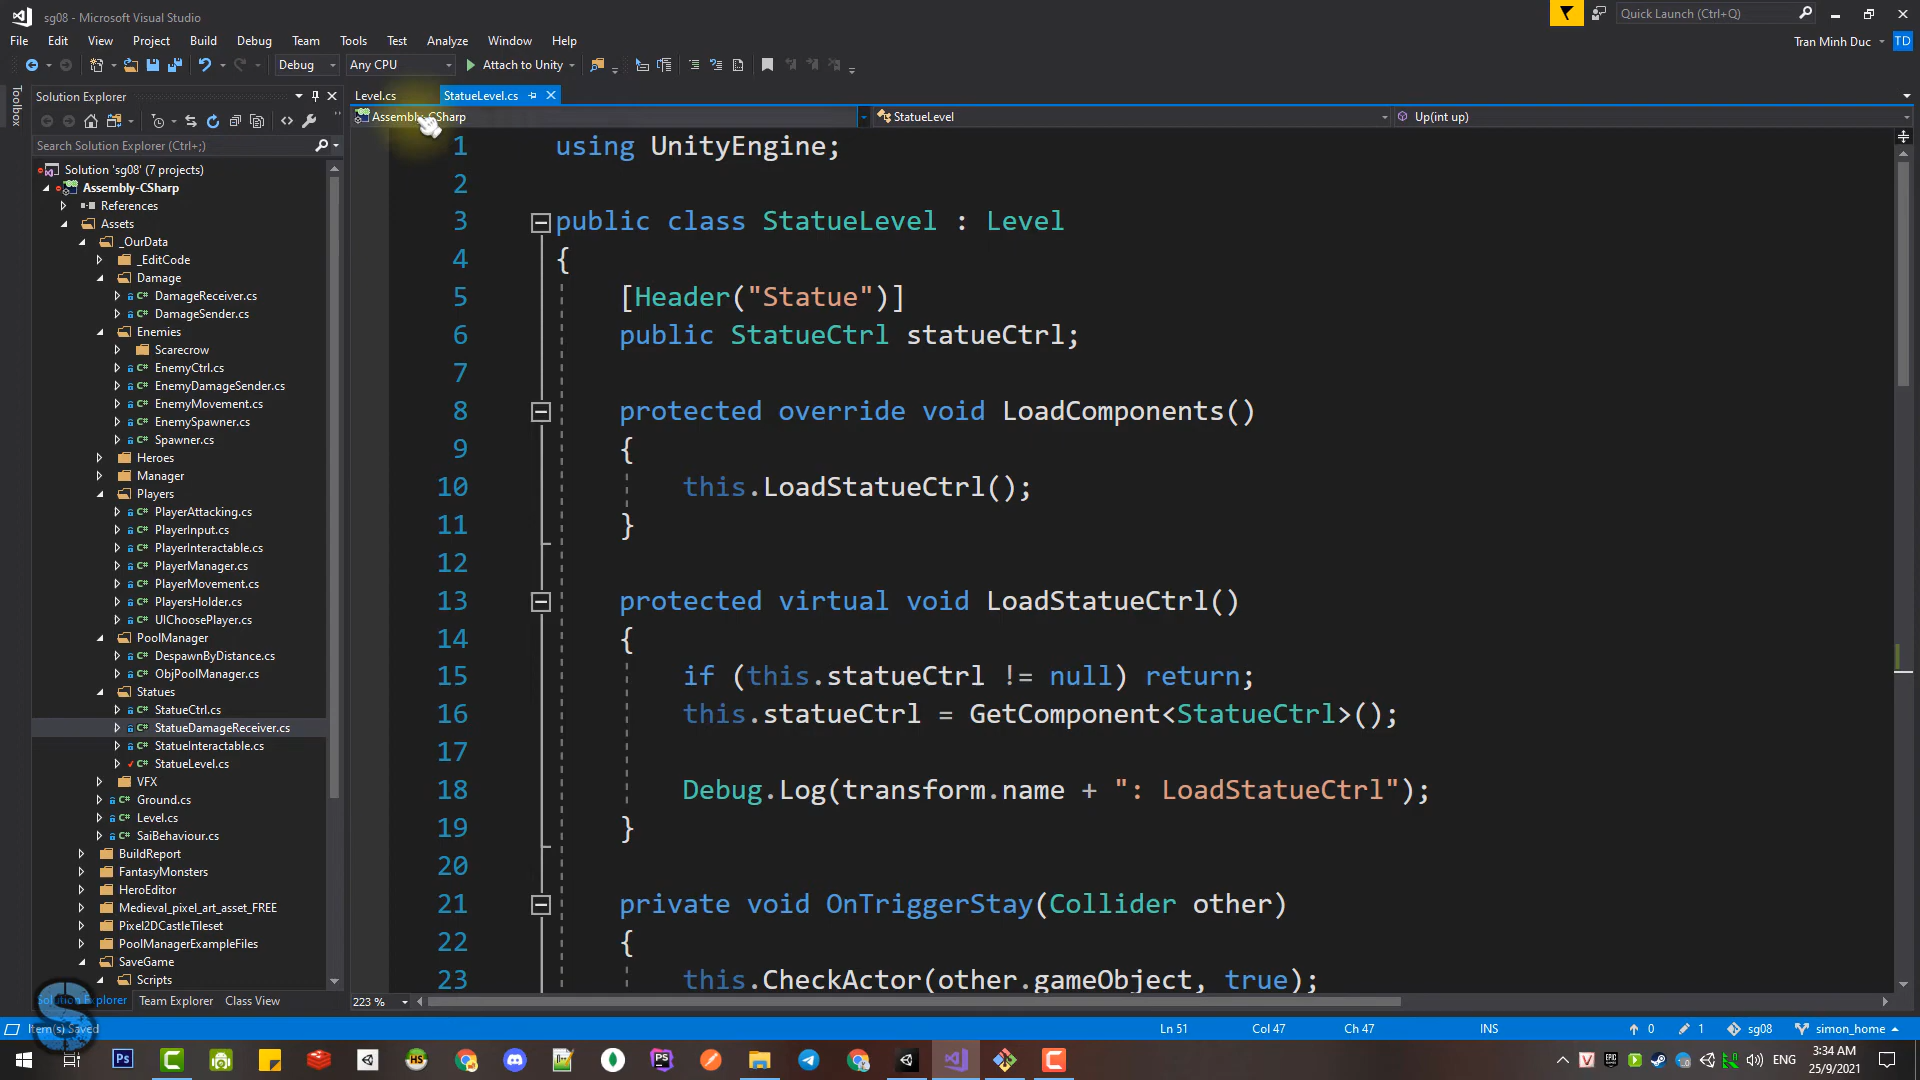 sg08 - Microsoft Visual Studio
Quick Launch (Ctrl+Q)
File Edit View Project Build Debug Team Tools Test Analyze Window Help
Tran Minh Duc TD
Debug Any CPU Attach to Unity
Toolbox
Solution Explorer
Level.cs StatueLevel.cs
Assembly-CSharp StatueLevel Up(int up)
Search Solution Explorer (Ctrl+;)
Solution 'sg08' (7 projects)
Assembly-CSharp
References
Assets
_OurData
_EditCode
Damage
DamageReceiver.cs
DamageSender.cs
Enemies
Scarecrow
EnemyCtrl.cs
EnemyDamageSender.cs
EnemyMovement.cs
EnemySpawner.cs
Spawner.cs
Heroes
Manager
Players
PlayerAttacking.cs
PlayerInput.cs
PlayerInteractable.cs
PlayerManager.cs
PlayerMovement.cs
PlayersHolder.cs
UIChoosePlayer.cs
PoolManager
DespawnByDistance.cs
ObjPoolManager.cs
Statues
StatueCtrl.cs
StatueDamageReceiver.cs
StatueInteractable.cs
StatueLevel.cs
VFX
Ground.cs
Level.cs
SaiBehaviour.cs
BuildReport
FantasyMonsters
HeroEditor
Medieval_pixel_art_asset_FREE
Pixel2DCastleTileset
PoolManagerExampleFiles
SaveGame
Scripts
Solution Explorer Team Explorer Class View
1 using UnityEngine;
2
3 public class StatueLevel : Level
4 {
5 [Header("Statue")]
6 public StatueCtrl statueCtrl;
7
8 protected override void LoadComponents()
9 {
10 this.LoadStatueCtrl();
11 }
12
13 protected virtual void LoadStatueCtrl()
14 {
15 if (this.statueCtrl != null) return;
16 this.statueCtrl = GetComponent<StatueCtrl>();
17
18 Debug.Log(transform.name + ": LoadStatueCtrl");
19 }
20
21 private void OnTriggerStay(Collider other)
22 {
23 this.CheckActor(other.gameObject, true);
223 %
Item(s) Saved Ln 51 Col 47 Ch 47 INS 0 1 sg08 simon_home
ENG 3:34 AM
25/9/2021